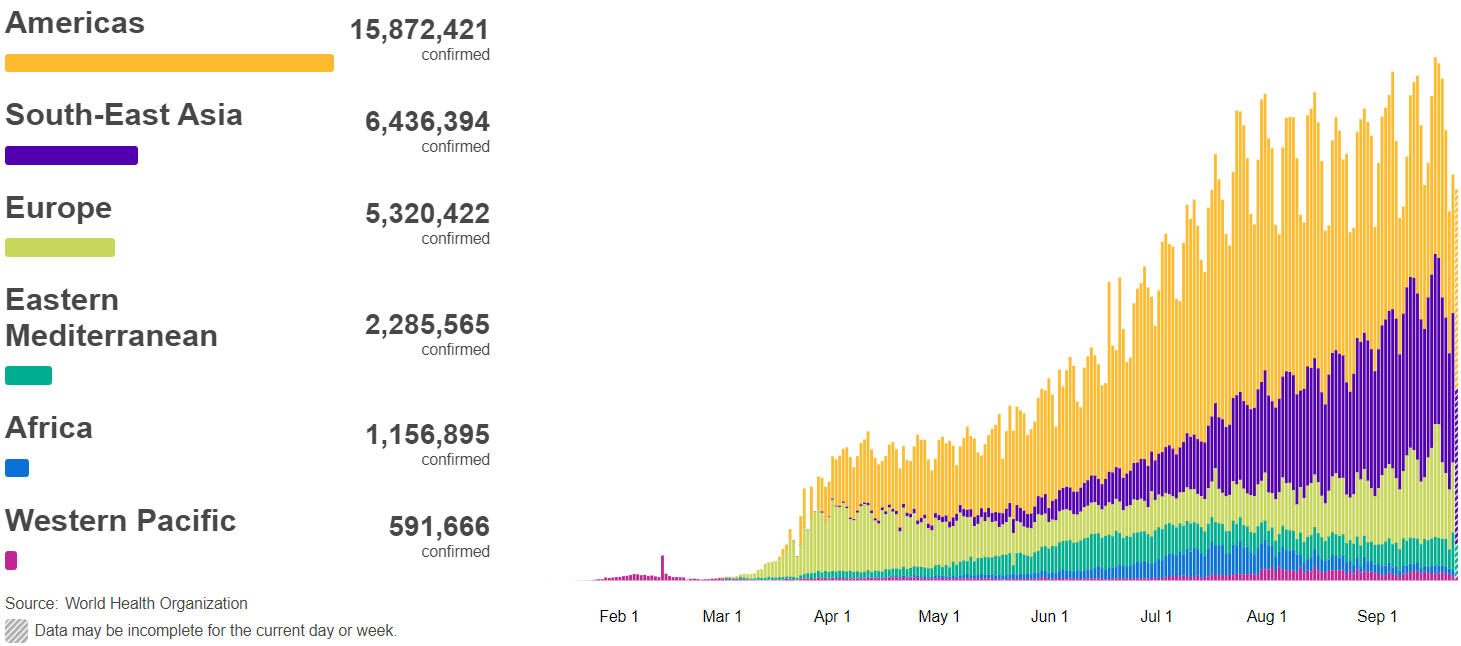 Americas
15,872,421
confirmed
South-East Asia
6,436,394
confirmed
Europe
5,320,422
confirmed
Eastern
Mediterranean
2,285,565
confirmed
Africa
1,156,895
confirmed
Western Pacific
591,666
confirmed
Source: World Health Organization
Data may be incomplete for the current day or week.
Feb 1 Mar 1 Apr 1 May 1 Jun 1 Jul 1 Aug 1 Sep 1